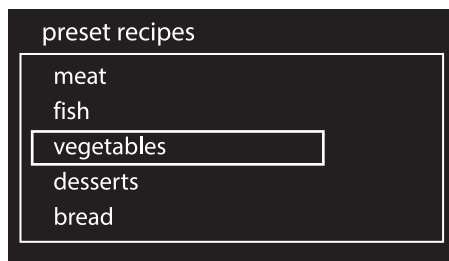 preset recipes
meat
fish
vegetables
desserts
bread